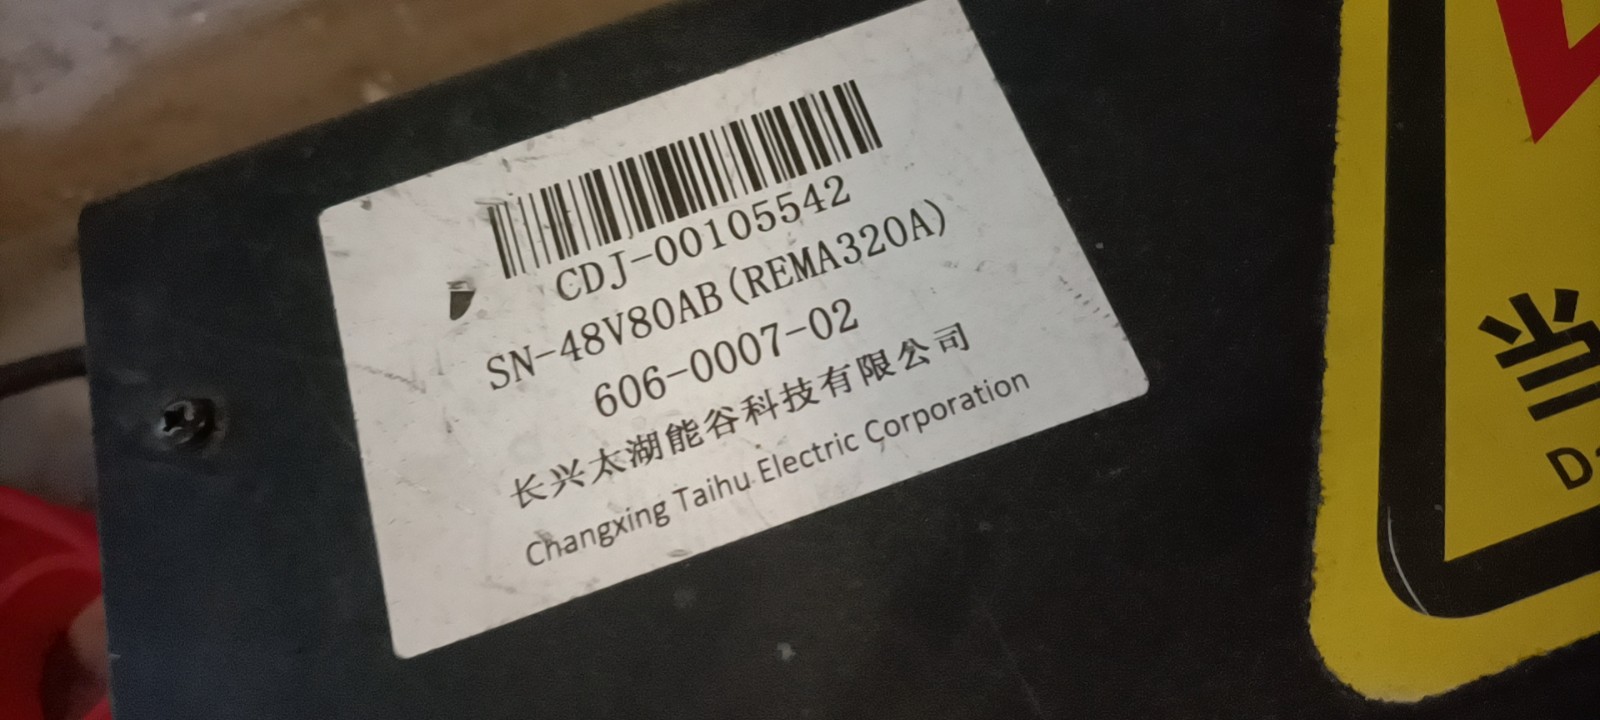 CDJ-00105542
SN-48V80AB(REMA320A)
606-0007-02
长兴太湖能谷科技有限公司
Changxing Taihu Electric Corporation
当